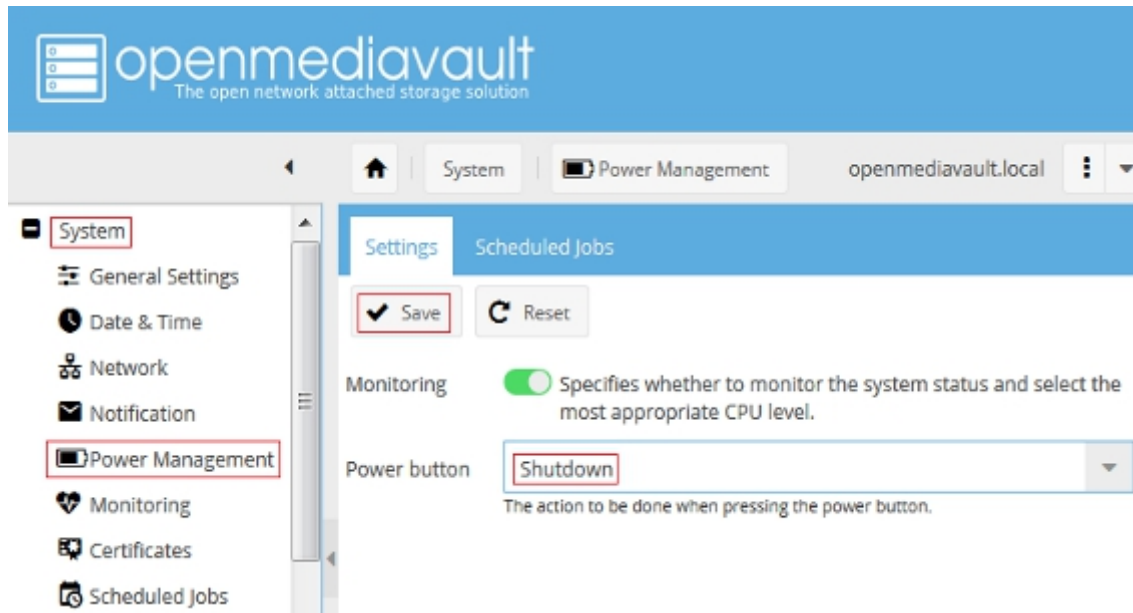 openmediavault
The open network attached storage solution
System
Power Management
openmediavault.local
System
General Settings
Date & Time
Network
Notification
Power Management
Monitoring
Certificates
Scheduled Jobs
Settings
Scheduled Jobs
Save
Reset
Monitoring
Specifies whether to monitor the system status and select the
most appropriate CPU level.
Power button
Shutdown
The action to be done when pressing the power button.